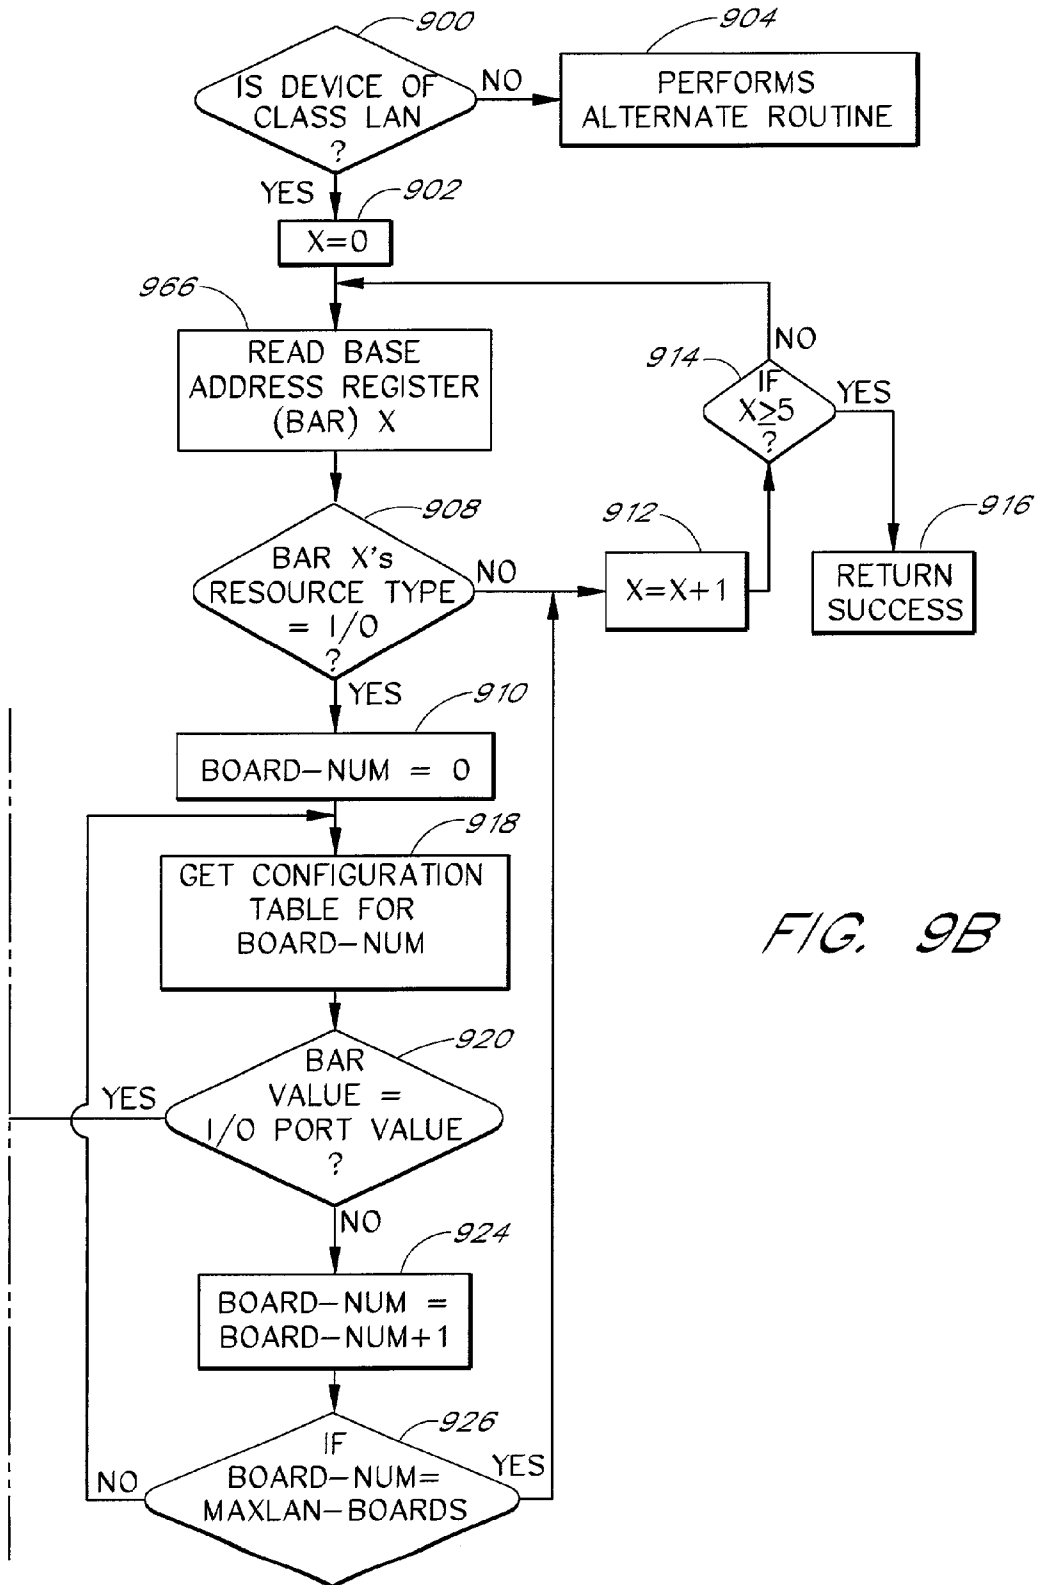 900
IS DEVICE OF
CLASS LAN
?
NO
904
PERFORMS
ALTERNATE ROUTINE
YES
902
X=0
966
READ BASE
ADDRESS REGISTER
(BAR) X
NO
914
IF
X≥5
?
YES
908
BAR X's
RESOURCE TYPE
= I/O
?
NO
912
X=X+1
916
RETURN
SUCCESS
YES
910
BOARD-NUM = 0
918
GET CONFIGURATION
TABLE FOR
BOARD-NUM
FIG. 9B
920
BAR
VALUE =
I/O PORT VALUE
?
YES
NO
924
BOARD-NUM =
BOARD-NUM+1
926
IF
BOARD-NUM=
MAXLAN-BOARDS
NO
YES